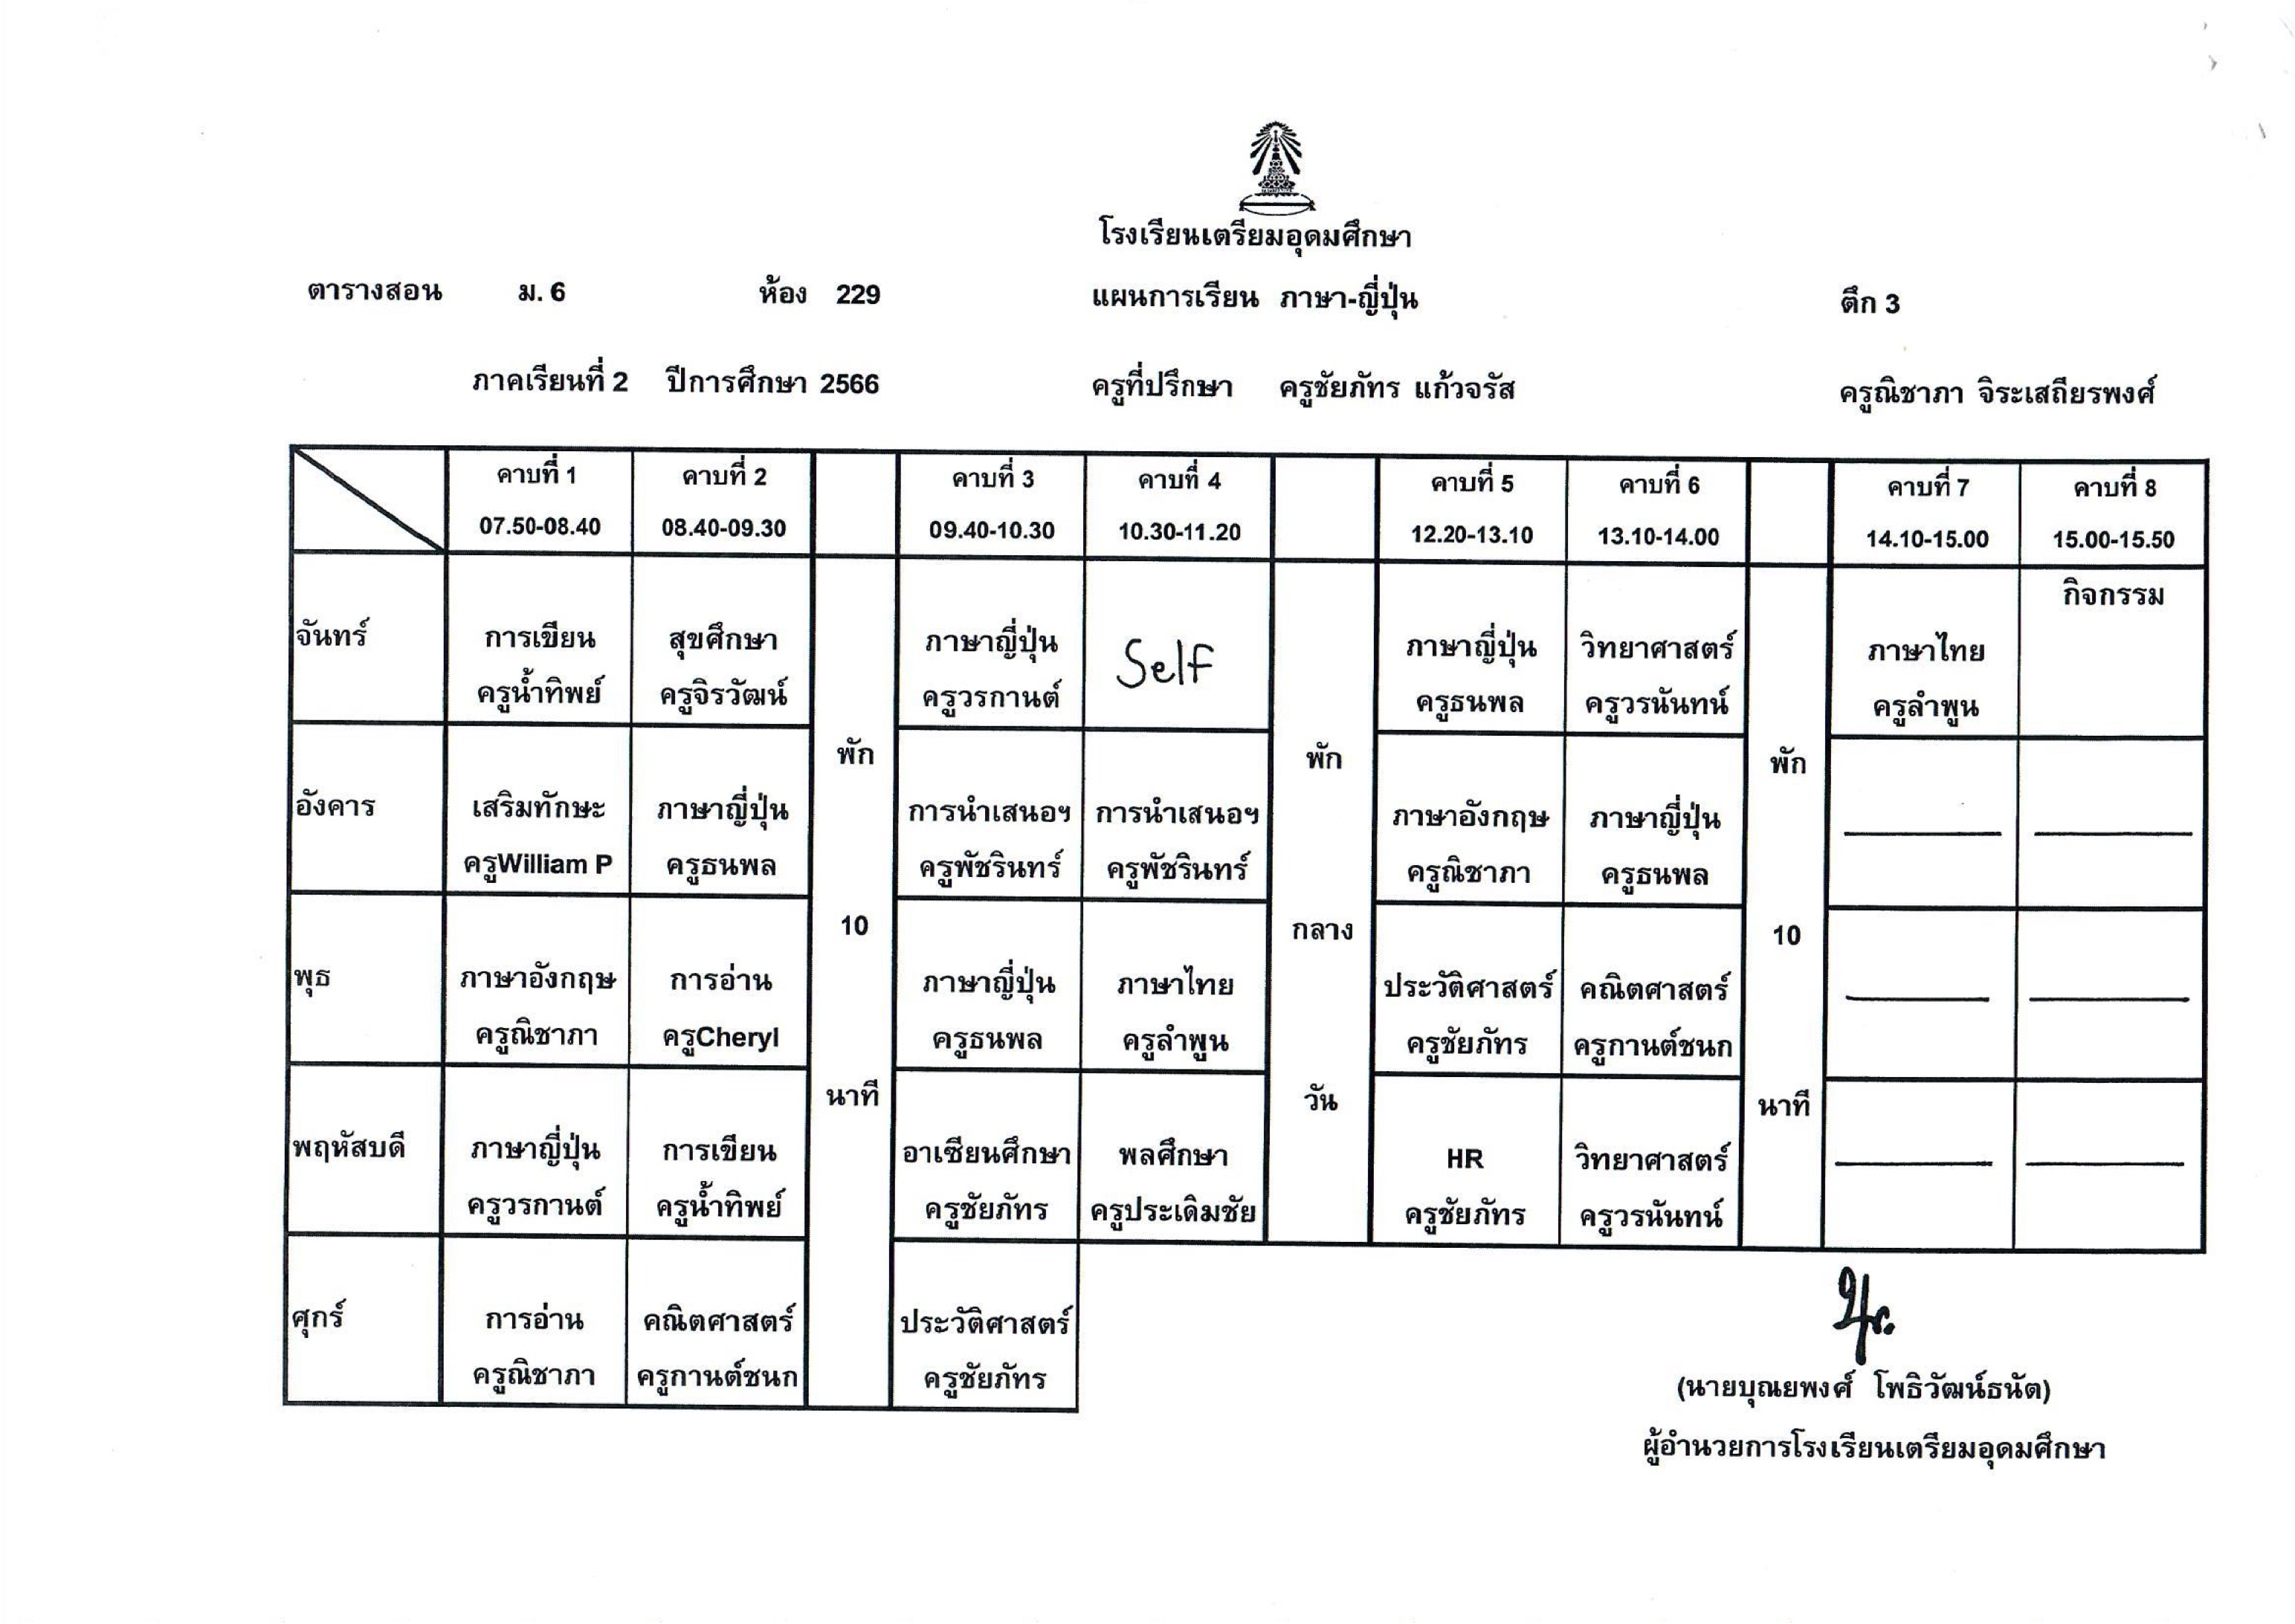 โรงเรียนเตรียมอุดมศึกษา
ตารางสอน ม. 6 ห้อง 229 แผนการเรียน ภาษา-ญี่ปุ่น ตึก 3
ภาคเรียนที่ 2 ปีการศึกษา 2566 ครูที่ปรึกษา ครูชัยภัทร แก้วจรัส ครูณิชาภา จิระเสถียรพงศ์
คาบที่ 1 คาบที่ 2 คาบที่ 3 คาบที่ 4 คาบที่ 5 คาบที่ 6 คาบที่ 7 คาบที่ 8
07.50-08.40 08.40-09.30 09.40-10.30 10.30-11.20 12.20-13.10 13.10-14.00 14.10-15.00 15.00-15.50
จันทร์ การเขียน สุขศึกษา ภาษาญี่ปุ่น Self ภาษาญี่ปุ่น วิทยาศาสตร์ ภาษาไทย กิจกรรม
ครูน้ำทิพย์ ครูจิรวัฒน์ ครูวรกานต์ ครูธนพล ครูวรนันทน์ ครูลำพูน
พัก พัก พัก
อังคาร เสริมทักษะ ภาษาญี่ปุ่น การนำเสนอฯ การนำเสนอฯ ภาษาอังกฤษ ภาษาญี่ปุ่น
ครูWilliam P ครูธนพล ครูพัชรินทร์ ครูพัชรินทร์ ครูณิชาภา ครูธนพล
10 กลาง 10
พุธ ภาษาอังกฤษ การอ่าน ภาษาญี่ปุ่น ภาษาไทย ประวัติศาสตร์ คณิตศาสตร์
ครูณิชาภา ครูCheryl ครูธนพล ครูลำพูน ครูชัยภัทร ครูกานต์ชนก
นาที วัน นาที
พฤหัสบดี ภาษาญี่ปุ่น การเขียน อาเซียนศึกษา พลศึกษา HR วิทยาศาสตร์
ครูวรกานต์ ครูน้ำทิพย์ ครูชัยภัทร ครูประเดิมชัย ครูชัยภัทร ครูวรนันทน์
ศุกร์ การอ่าน คณิตศาสตร์ ประวัติศาสตร์
ครูณิชาภา ครูกานต์ชนก ครูชัยภัทร
(นายบุณยพงศ์ โพธิวัฒน์ธนัต)
ผู้อำนวยการโรงเรียนเตรียมอุดมศึกษา